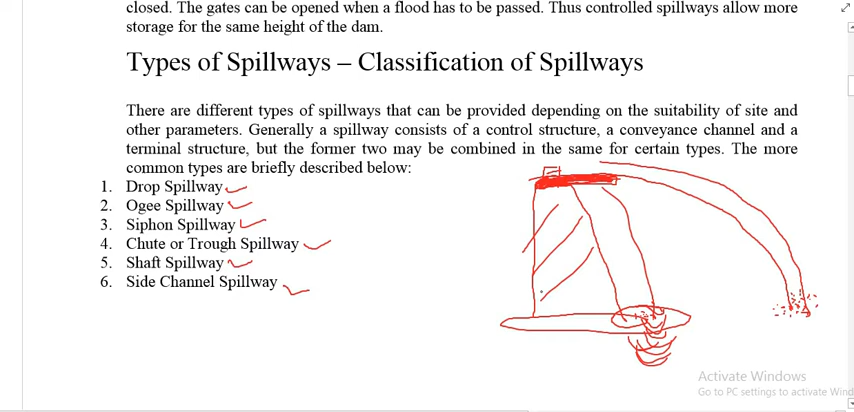 closed. The gates can be opened when a flood has to be passed. Thus controlled spillways allow more
storage for the same height of the dam.
Types of Spillways – Classification of Spillways
There are different types of spillways that can be provided depending on the suitability of site and
other parameters. Generally a spillway consists of a control structure, a conveyance channel and a
terminal structure, but the former two may be combined in the same for certain types. The more
common types are briefly described below:
1. Drop Spillway
2. Ogee Spillway
3. Siphon Spillway
4. Chute or Trough Spillway
5. Shaft Spillway
6. Side Channel Spillway
Activate Windows
Go to PC settings to activate Wind